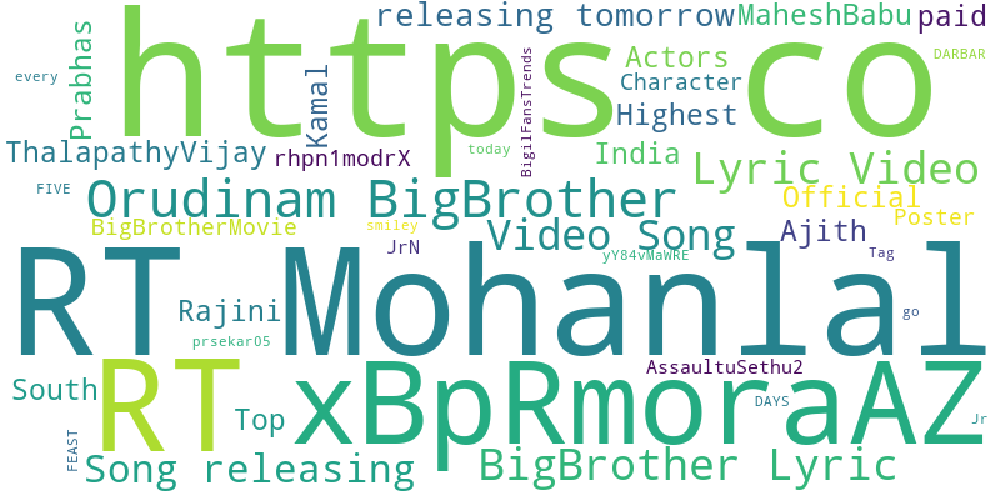 releasing tomorrow
MaheshBabu
paid
https co
Prabhas
every
Kamal
BigilFansTrends
Actors
DARBAR
Character
Highest
ThalapathyVijay
rhpn1modrX
today
India
Lyric Video
FIVE
Orudinam BigBrother
Official
Poster
BigBrotherMovie
smiley
Video Song
Ajith
JrN
yY84vMaWRE
Tag
RT Mohanlal
Rajini
go
prsekar05
RT xBpRmoraAZ
AssaultuSethu2
South
Top
DAYS
Jr
FEAST
Song releasing
BigBrother Lyric